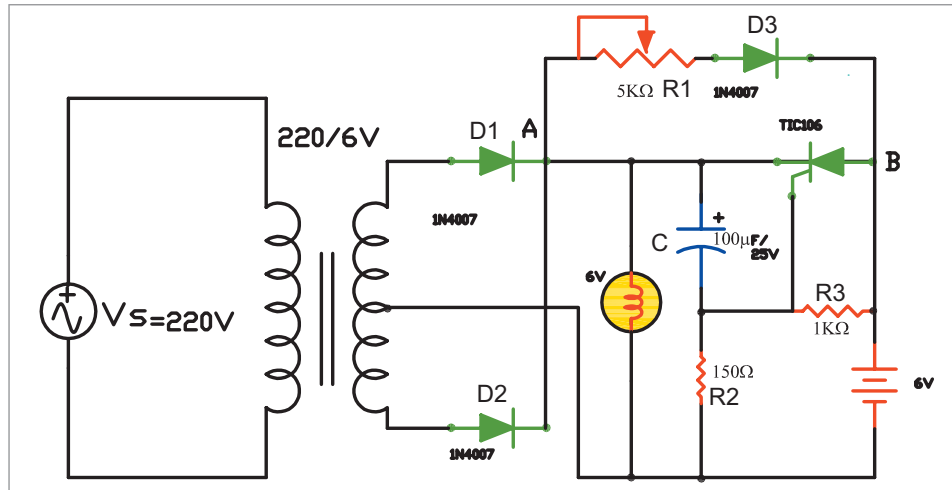 D3
5KΩ R1
1N4007
TIC106
220/6V
D1
A
B
1N4007
+
C
100μF/
25V
6V
VS=220V
R3
1KΩ
150Ω
R2
6V
D2
1N4007